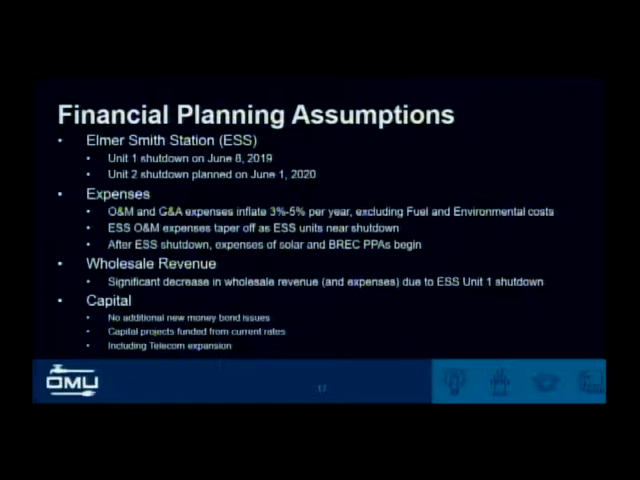 Financial Planning Assumptions
• Elmer Smith Station (ESS)
• Unit 1 shutdown on June 8, 2019
• Unit 2 shutdown planned on June 1, 2020
• Expenses
• O&M and G&A expenses inflate 3%-5% per year, excluding Fuel and Environmental costs
• ESS O&M expenses taper off as ESS units near shutdown
• After ESS shutdown, expenses of solar and BREC PPAs begin
• Wholesale Revenue
• Significant decrease in wholesale revenue (and expenses) due to ESS Unit 1 shutdown
• Capital
• No additional new money bond issues
• Capital projects funded from current rates
• Including Telecom expansion
OMU
17